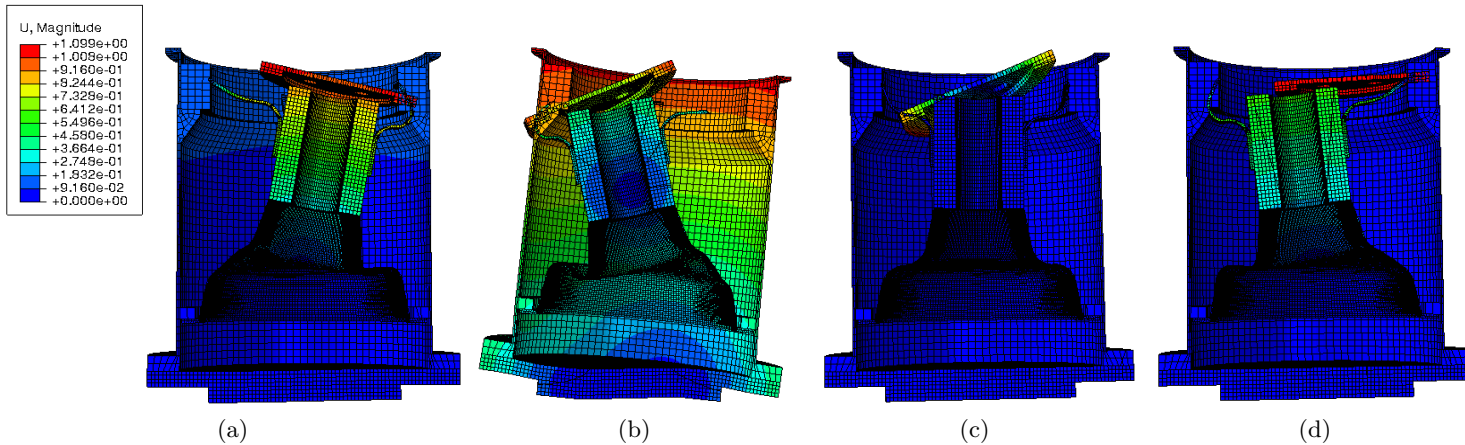 U, Magnitude
+1.099e+00
+1.008e+00
+9.160e-01
+8.244e-01
+7.328e-01
+6.412e-01
+5.496e-01
+4.580e-01
+3.664e-01
+2.748e-01
+1.832e-01
+9.160e-02
+0.000e+00
(a) (b) (c) (d)